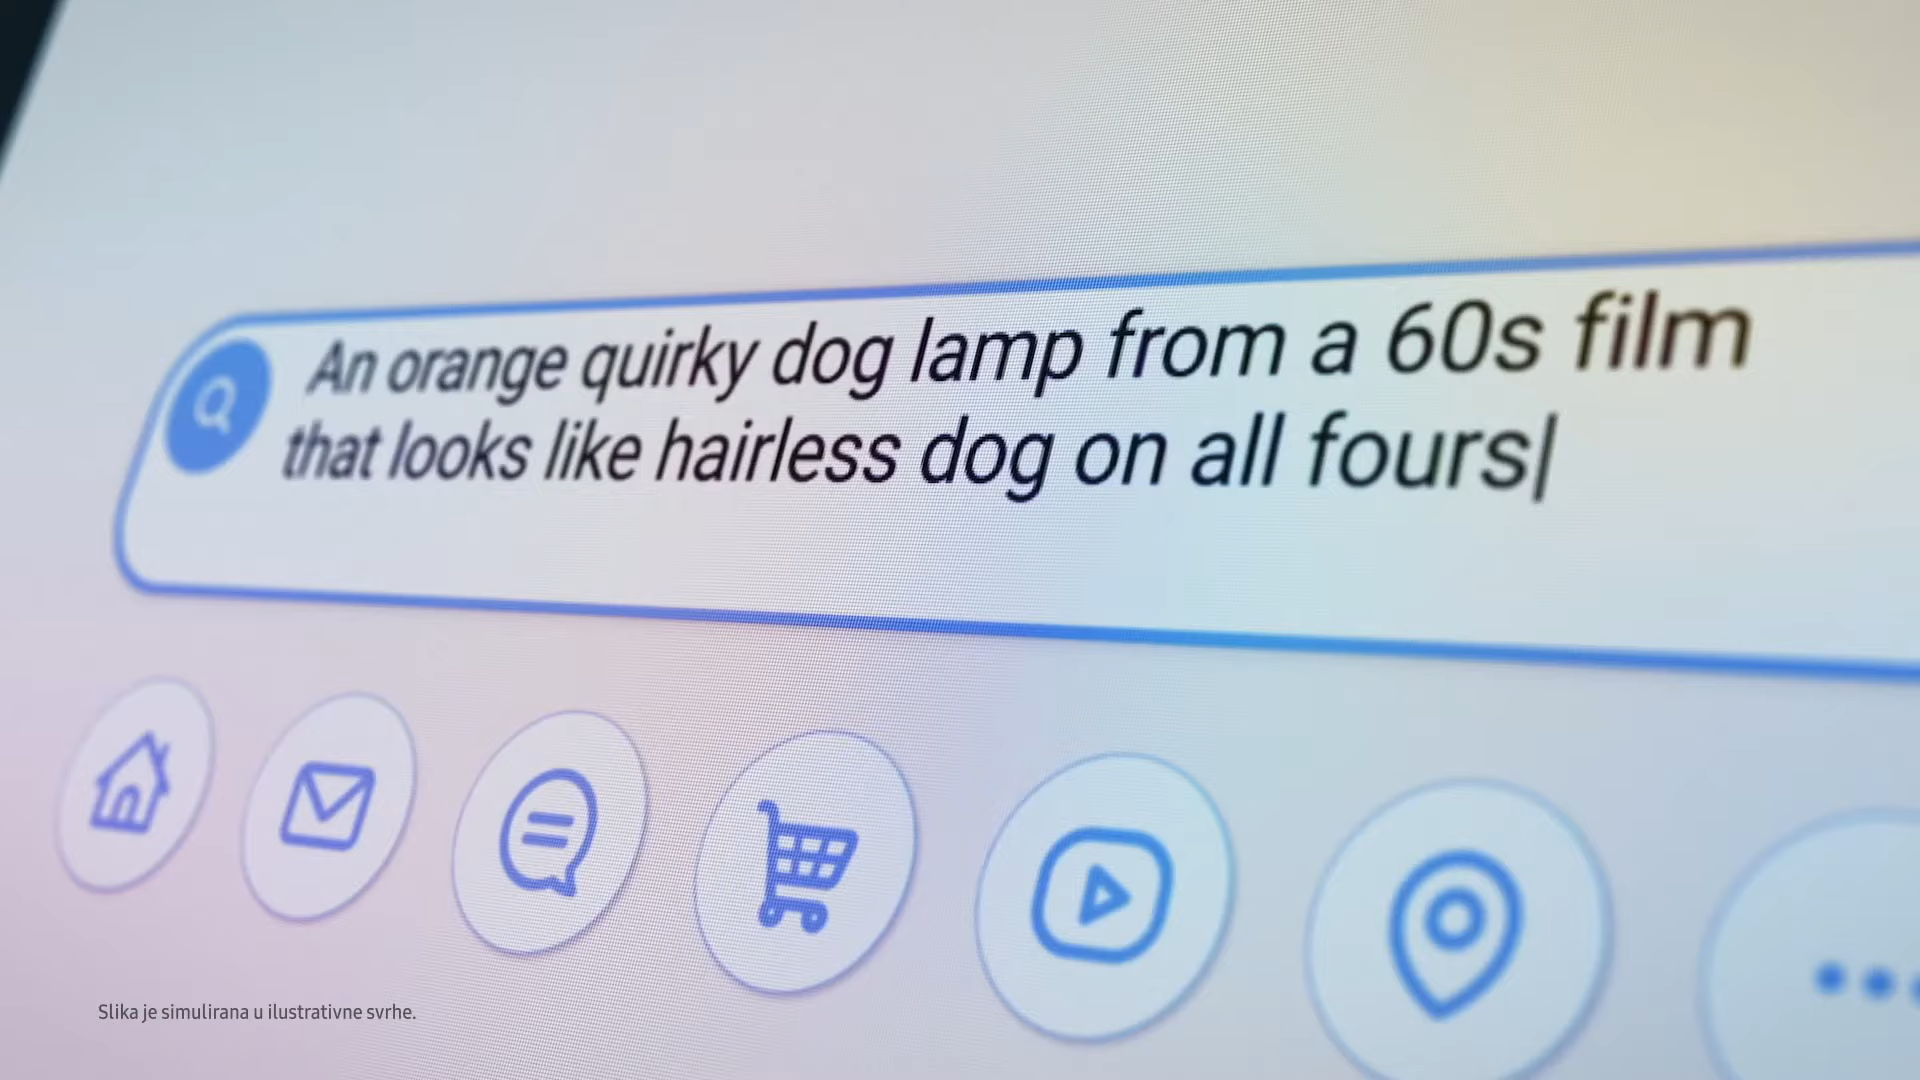 An orange quirky dog lamp from a 60s film
that looks like hairless dog on all fours
Slika je simulirana u ilustrativne svrhe.